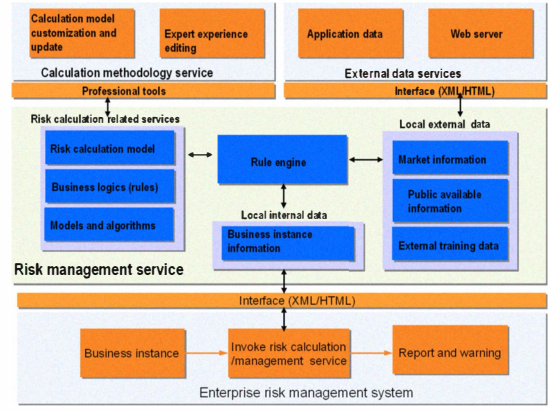 Calculation model
customization and
update
Expert experience
editing
Calculation methodology service
Application data
Web server
External data services
Professional tools
Interface (XML/HTML)
Risk calculation related services
Risk calculation model
Business logics (rules)
Models and algorithms
Rule engine
Local internal data
Business instance
information
Local external data
Market information
Public available
information
External training data
Risk management service
Interface (XML/HTML)
Business instance
Invoke risk calculation
/management service
Report and warning
Enterprise risk management system